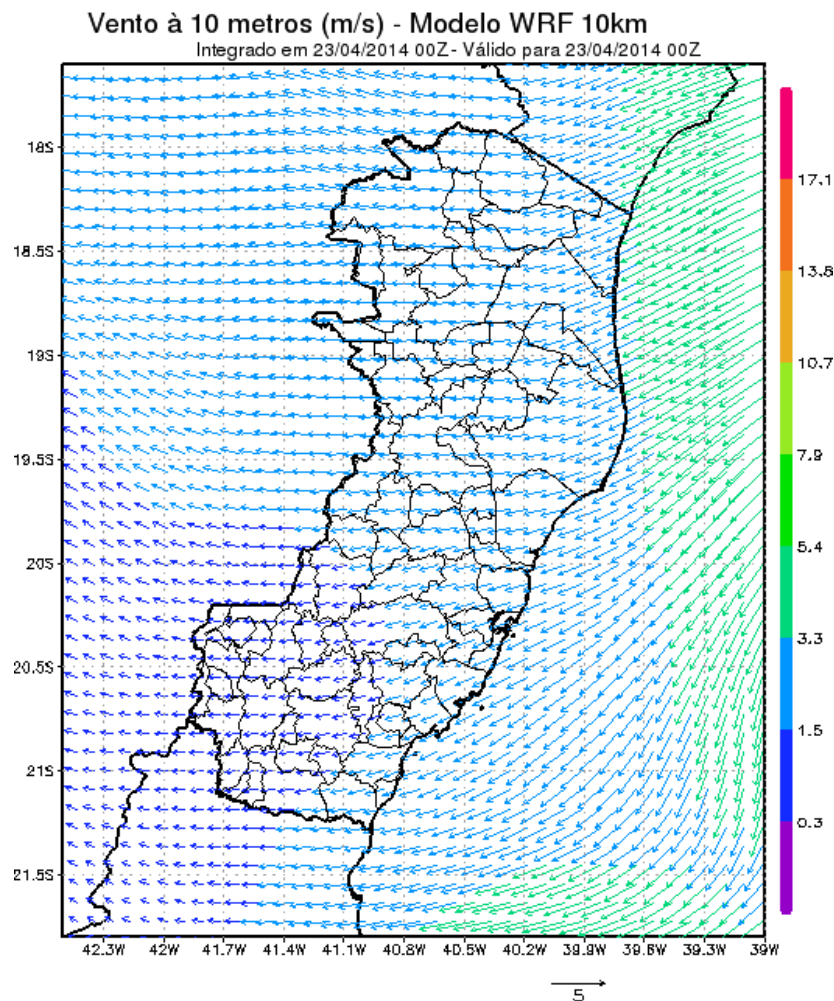 Vento à 10 metros (m/s) - Modelo WRF 10km
Integrado em 23/04/2014 00Z- Válido para 23/04/2014 00Z
18S
18.5S
19S
19.5S
20S
20.5S
21S
21.5S
42.3W 42W 41.7W 41.4W 41.1W 40.8W 40.5W 40.2W 39.9W 39.6W 39.3W 39W
17.1
13.8
10.7
7.9
5.4
3.3
1.5
0.3
5